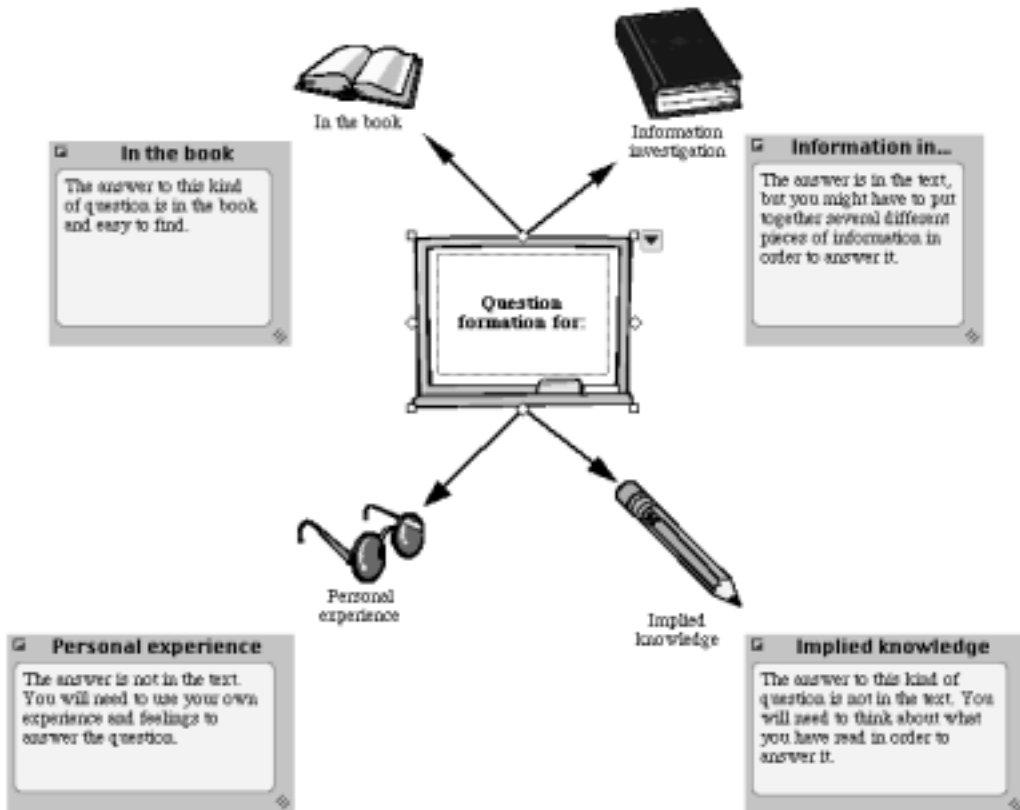 In the book
Information
investigation
In the book
The answer to this kind
of question is in the book
and easy to find.
Information in...
The answer is in the text,
but you might have to put
together several different
pieces of information in
order to answer it.
Question
formation for:
Personal
experience
Implied
knowledge
Personal experience
The answer is not in the text.
You will need to use your own
experience and feelings to
answer the question.
Implied knowledge
The answer to this kind of
question is not in the text. You
will need to think about what
you have read in order to
answer it.